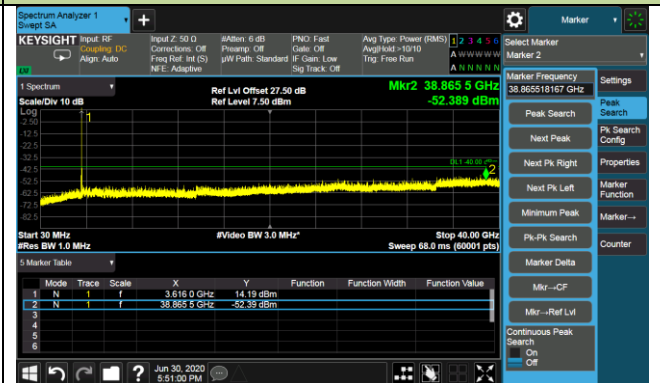 Spectrum Analyzer 1
Swept SA
+
Marker
KEYSIGHT
Input: RF
Coupling: DC
Align: Auto
Input Z: 50 Ω
Corrections: Off
Freq Ref: Int (S)
NFE: Adaptive
#Atten: 6 dB
Preamp: Off
µW Path: Standard
PNO: Fast
Gate: Off
IF Gain: Low
Sig Track: Off
Avg Type: Power (RMS)
Avg|Hold:>10/10
Trig: Free Run
1 2 3 4 5 6
A W W W W W
A N N N N N
Select Marker
Marker 2
1 Spectrum
Scale/Div 10 dB
Ref Lvl Offset 27.50 dB
Ref Level 7.50 dBm
Mkr2 38.865 5 GHz
-52.389 dBm
Log
-2.50
-12.5
-22.5
-32.5
-42.5
-52.5
-62.5
-72.5
-82.5
1
DL1 -40.00 dBm
2
Start 30 MHz
#Res BW 1.0 MHz
#Video BW 3.0 MHz*
Stop 40.00 GHz
Sweep 68.0 ms (60001 pts)
5 Marker Table
Mode Trace Scale X Y Function Function Width Function Value
1 N 1 f 3.616 0 GHz 14.19 dBm
2 N 1 f 38.865 5 GHz -52.39 dBm
3
4
5
6
Marker Frequency
38.865518167 GHz
Peak Search
Next Peak
Next Pk Right
Next Pk Left
Minimum Peak
Pk-Pk Search
Marker Delta
Mkr→CF
Mkr→Ref Lvl
Continuous Peak
Search
On
Off
Settings
Peak
Search
Pk Search
Config
Properties
Marker
Function
Marker→
Counter
?
Jun 30, 2020
5:51:00 PM